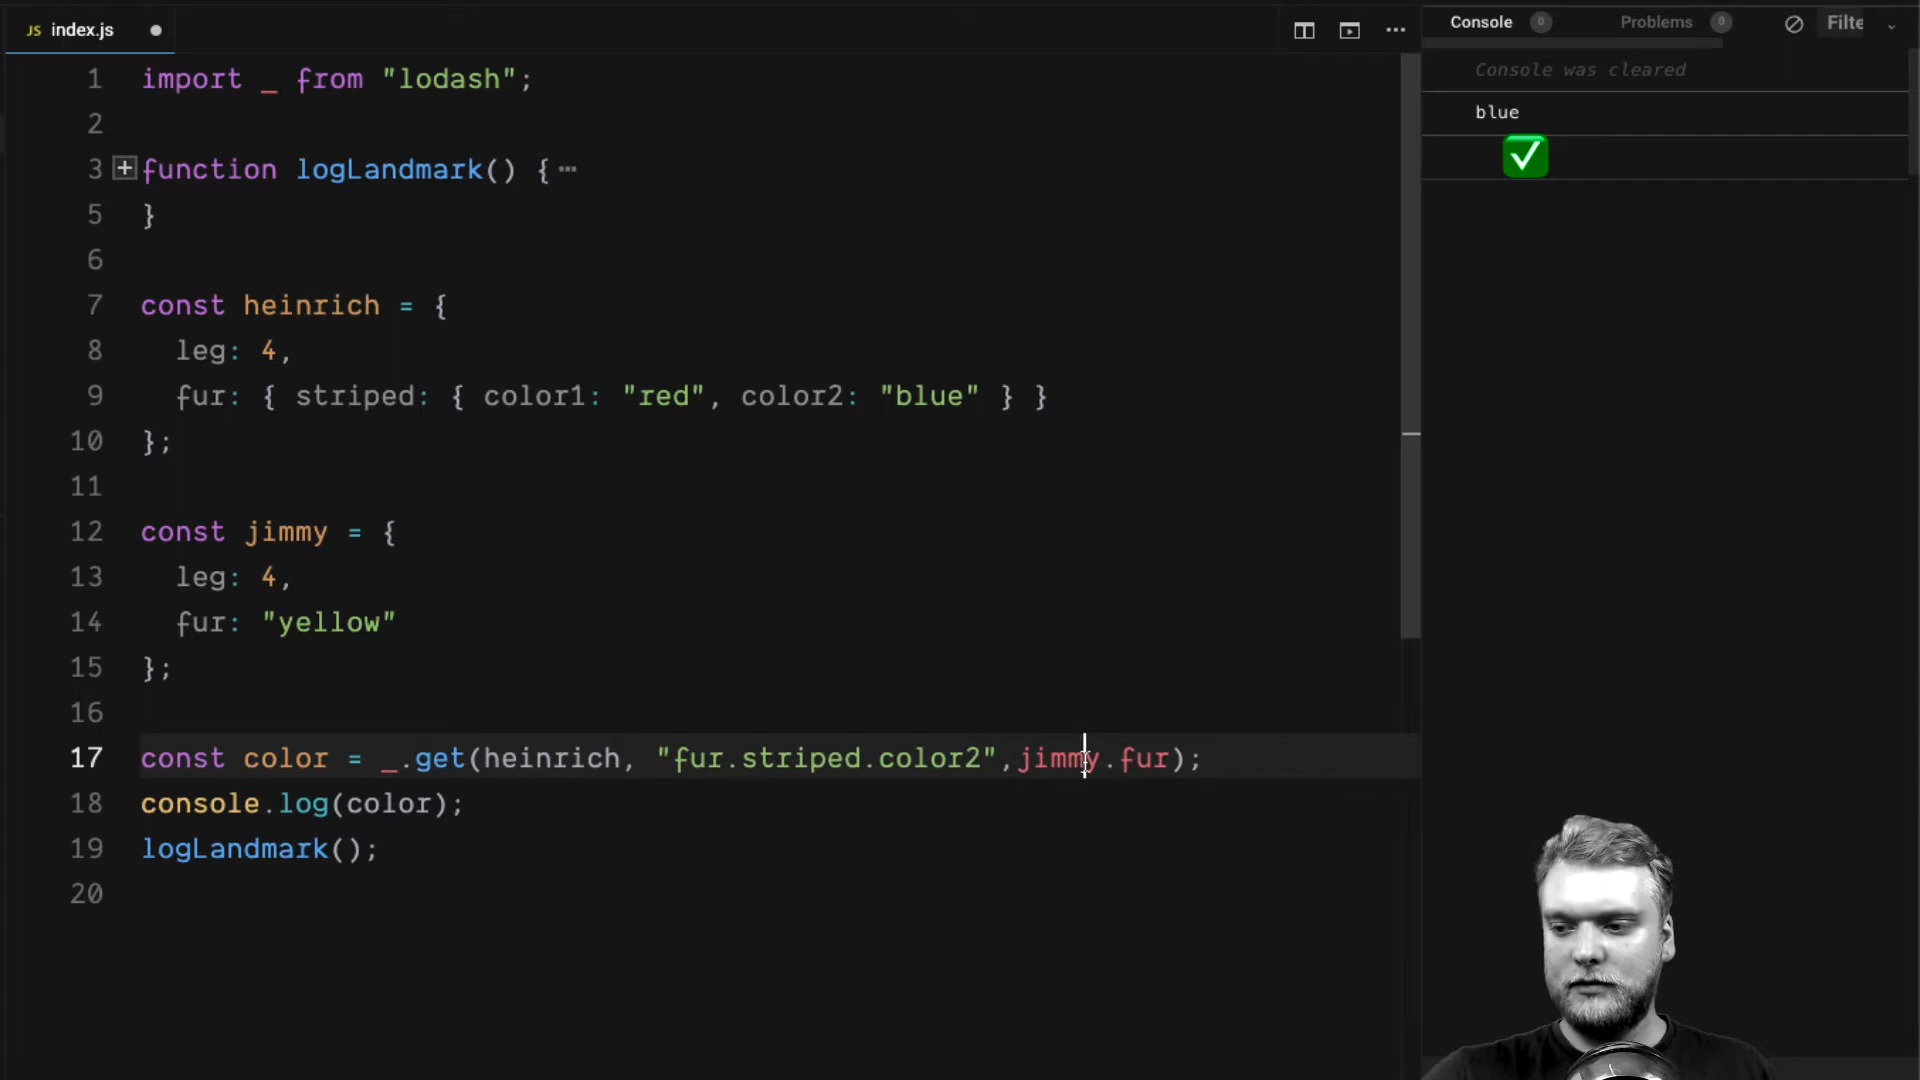 JS index.js
1 import _ from "lodash";
2
3 function logLandmark() { ⋯
5 }
6
7 const heinrich = {
8 leg: 4,
9 fur: { striped: { color1: "red", color2: "blue" } }
10 };
11
12 const jimmy = {
13 leg: 4,
14 fur: "yellow"
15 };
16
17 const color = _.get(heinrich, "fur.striped.color2",jimmy.fur);
18 console.log(color);
19 logLandmark();
20
Console 0 Problems 0 Filte
Console was cleared
blue
✅